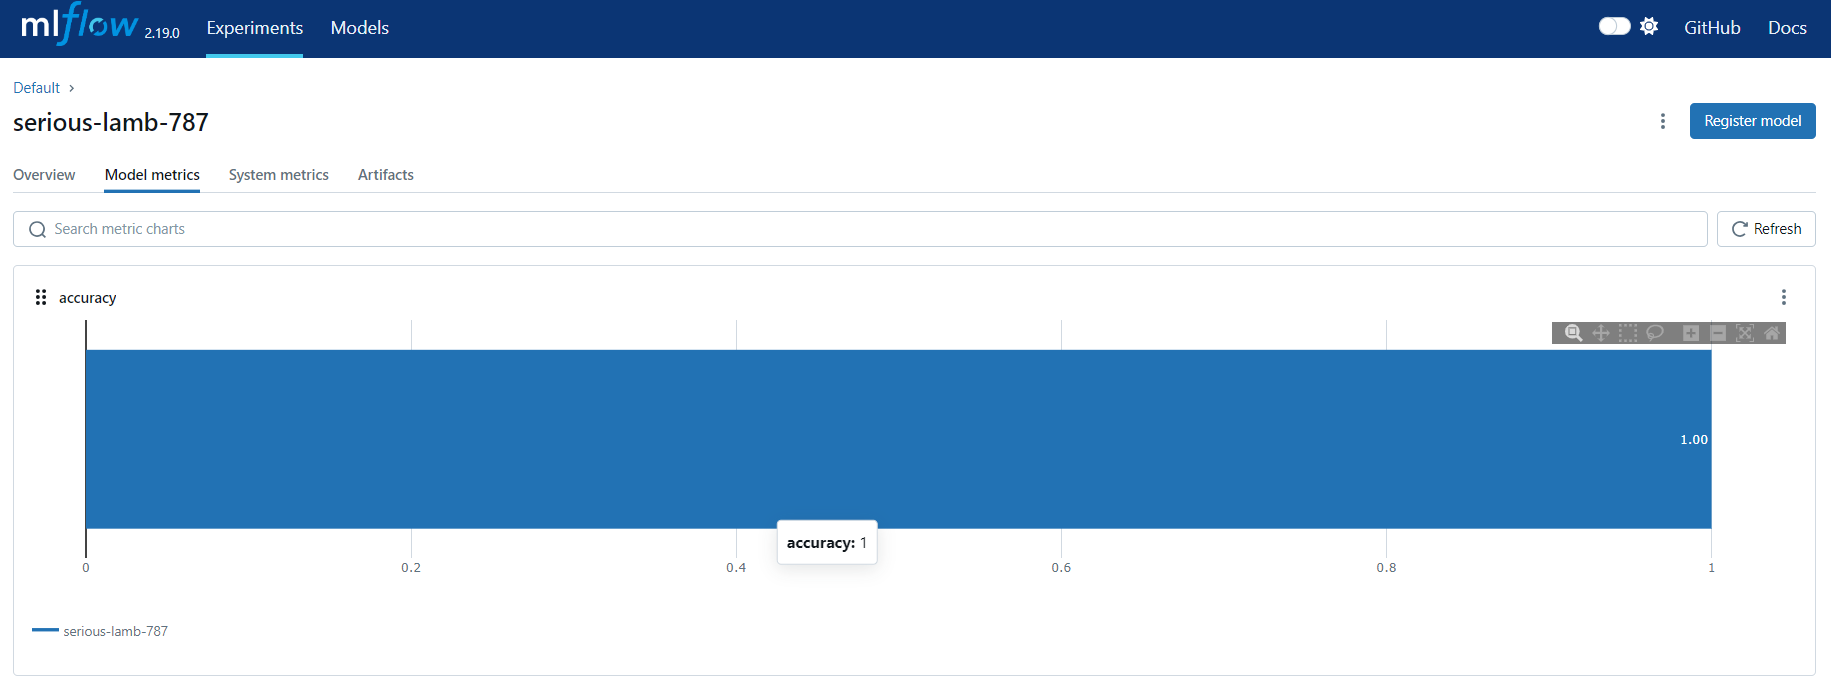 mlflow 2.19.0 Experiments Models GitHub Docs
Default
serious-lamb-787
Register model
Overview Model metrics System metrics Artifacts
Search metric charts Refresh
accuracy
1.00
accuracy: 1
0 0.2 0.4 0.6 0.8 1
serious-lamb-787